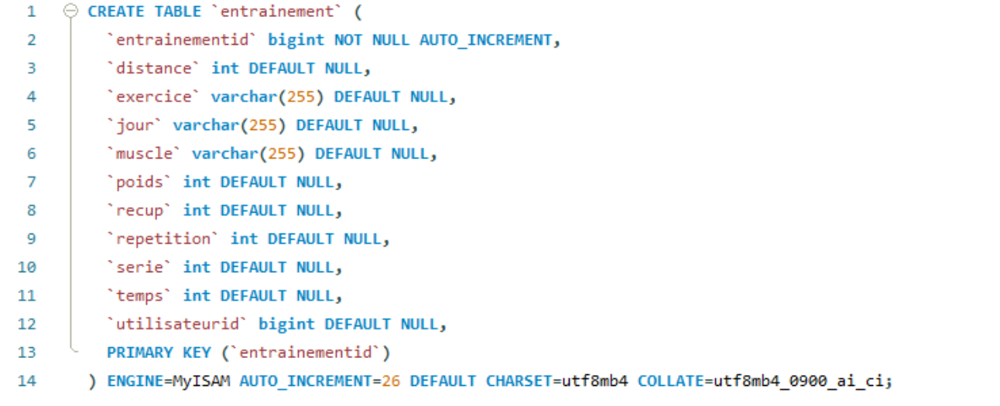 1 CREATE TABLE `entrainement` (
2 `entrainementid` bigint NOT NULL AUTO_INCREMENT,
3 `distance` int DEFAULT NULL,
4 `exercice` varchar(255) DEFAULT NULL,
5 `jour` varchar(255) DEFAULT NULL,
6 `muscle` varchar(255) DEFAULT NULL,
7 `poids` int DEFAULT NULL,
8 `recup` int DEFAULT NULL,
9 `repetition` int DEFAULT NULL,
10 `serie` int DEFAULT NULL,
11 `temps` int DEFAULT NULL,
12 `utilisateurid` bigint DEFAULT NULL,
13 PRIMARY KEY (`entrainementid`)
14 ) ENGINE=MyISAM AUTO_INCREMENT=26 DEFAULT CHARSET=utf8mb4 COLLATE=utf8mb4_0900_ai_ci;